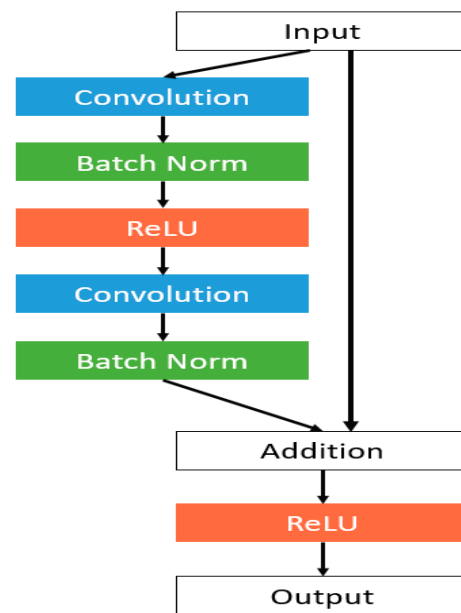 Input
Convolution
Batch Norm
ReLU
Convolution
Batch Norm
Addition
ReLU
Output